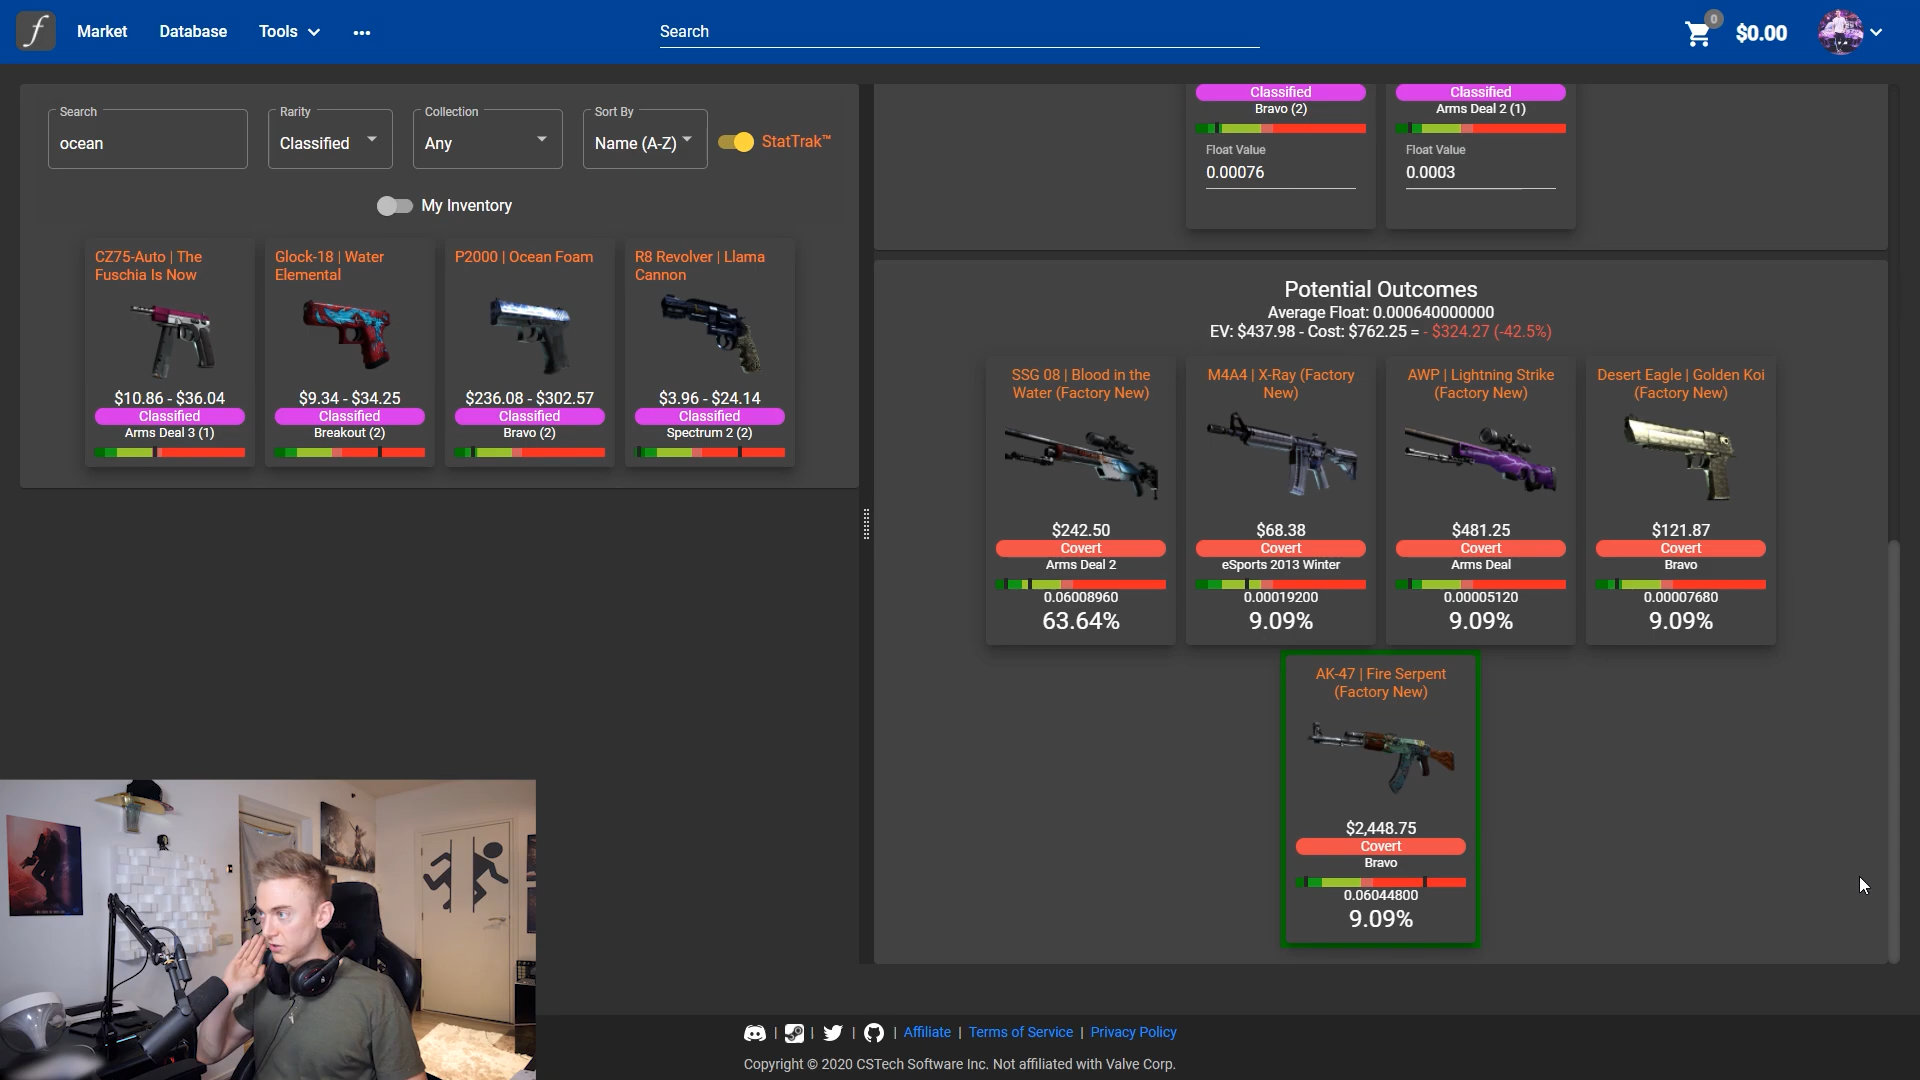 f Market Database Tools ... Search 0 $0.00
Search
ocean
Rarity
Classified
Collection
Any
Sort By
Name (A-Z)
StatTrak™
My Inventory
CZ75-Auto | The
Fuschia Is Now
$10.86 - $36.04
Classified
Arms Deal 3 (1)
Glock-18 | Water
Elemental
$9.34 - $34.25
Classified
Breakout (2)
P2000 | Ocean Foam
$236.08 - $302.57
Classified
Bravo (2)
R8 Revolver | Llama
Cannon
$3.96 - $24.14
Classified
Spectrum 2 (2)
Classified
Bravo (2)
Float Value
0.00076
Classified
Arms Deal 2 (1)
Float Value
0.0003
Potential Outcomes
Average Float: 0.000640000000
EV: $437.98 - Cost: $762.25 = - $324.27 (-42.5%)
SSG 08 | Blood in the
Water (Factory New)
$242.50
Covert
Arms Deal 2
0.06008960
63.64%
M4A4 | X-Ray (Factory
New)
$68.38
Covert
eSports 2013 Winter
0.00019200
9.09%
AWP | Lightning Strike
(Factory New)
$481.25
Covert
Arms Deal
0.00005120
9.09%
Desert Eagle | Golden Koi
(Factory New)
$121.87
Covert
Bravo
0.00007680
9.09%
AK-47 | Fire Serpent
(Factory New)
$2,448.75
Covert
Bravo
0.06044800
9.09%
| | | | Affiliate | Terms of Service | Privacy Policy
Copyright © 2020 CSTech Software Inc. Not affiliated with Valve Corp.